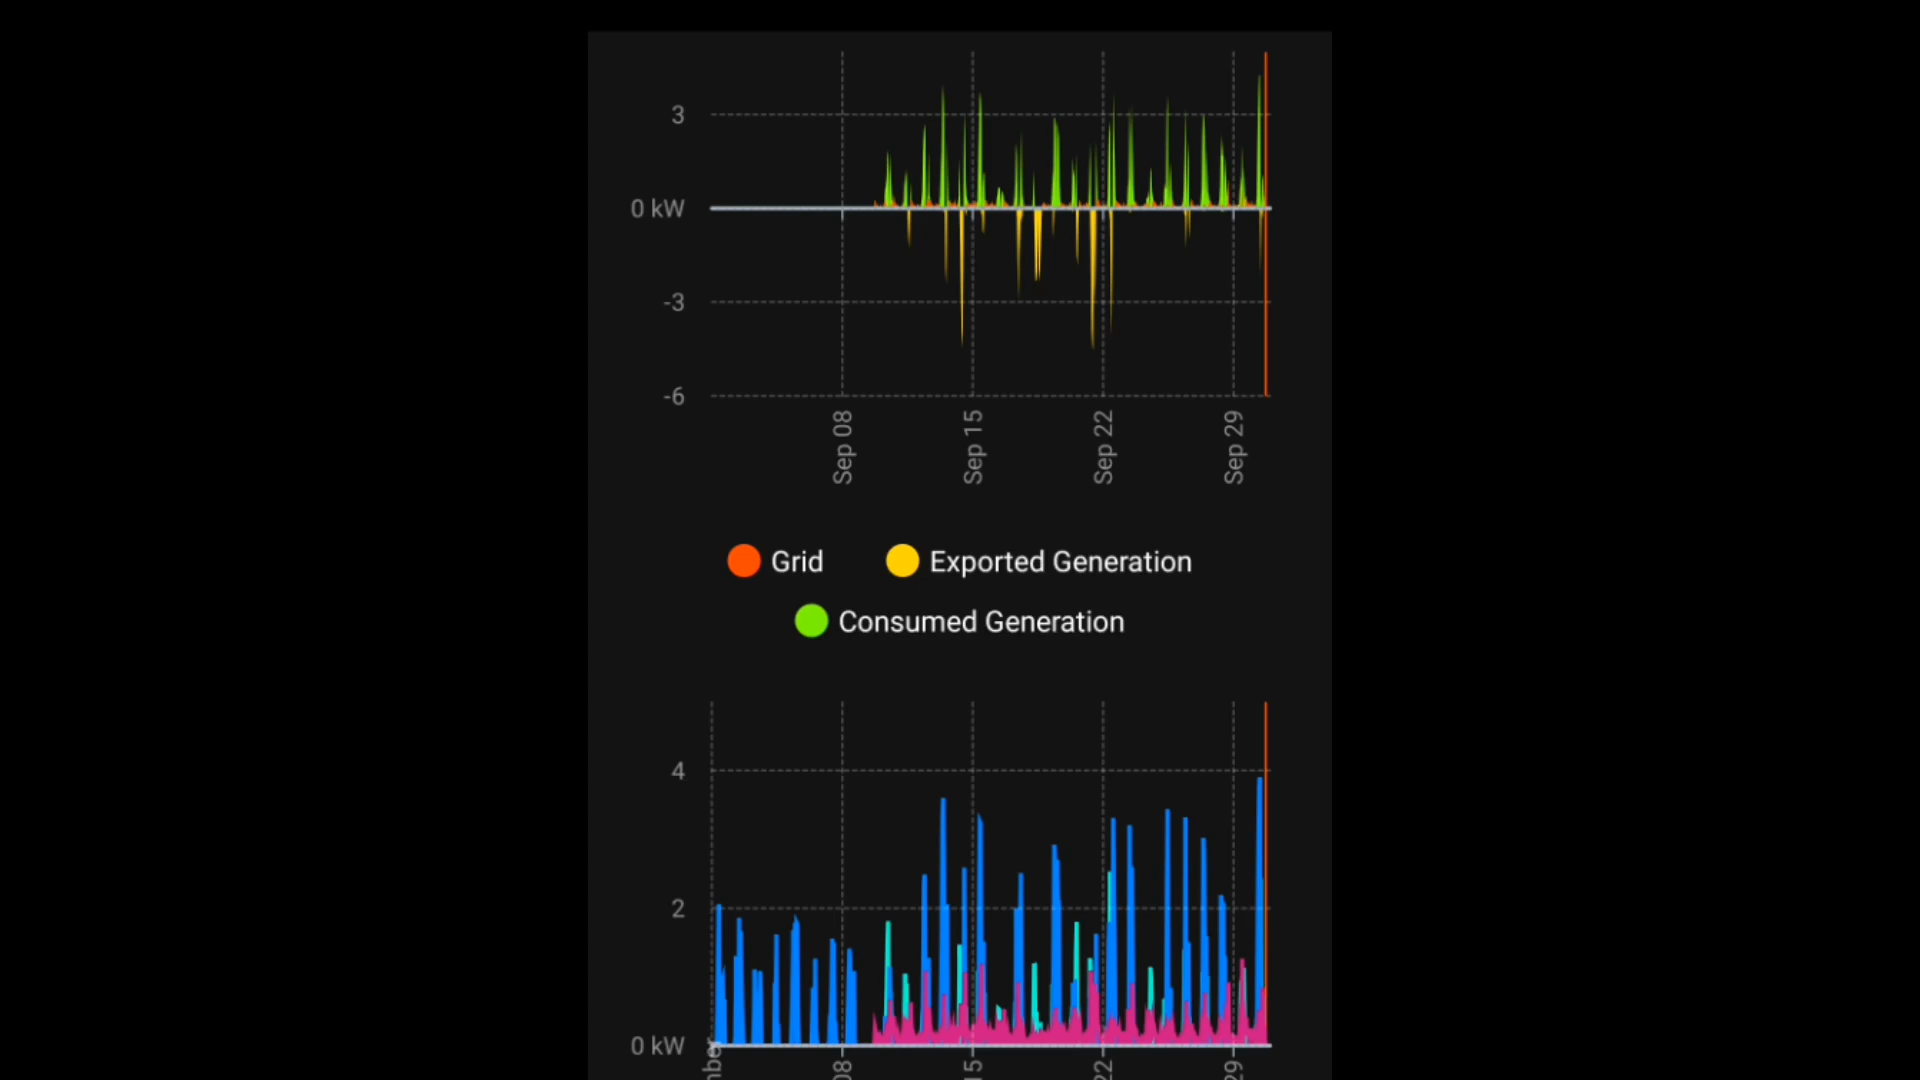 3
0 kW
-3
-6
Sep 08
Sep 15
Sep 22
Sep 29
Grid
Exported Generation
Consumed Generation
4
2
0 kW
08
15
22
29